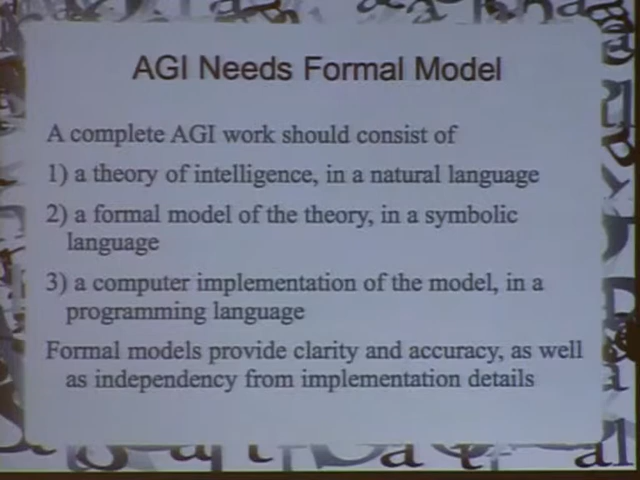 AGI Needs Formal Model
A complete AGI work should consist of
1) a theory of intelligence, in a natural language
2) a formal model of the theory, in a symbolic
language
3) a computer implementation of the model, in a
programming language
Formal models provide clarity and accuracy, as well
as independency from implementation details